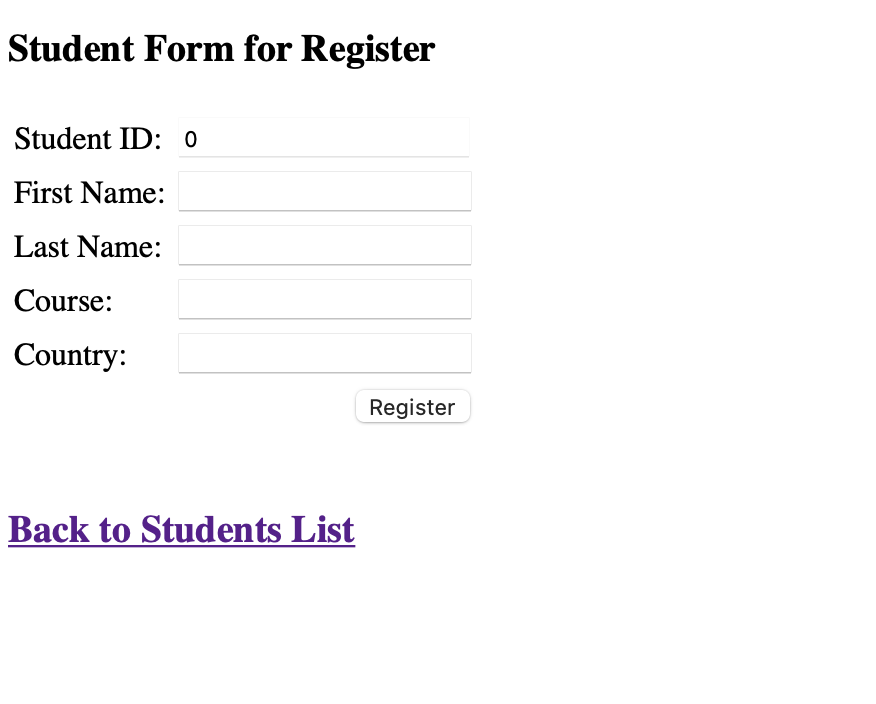 Student Form for Register
Student ID: 0
First Name:
Last Name:
Course:
Country:
Register
Back to Students List